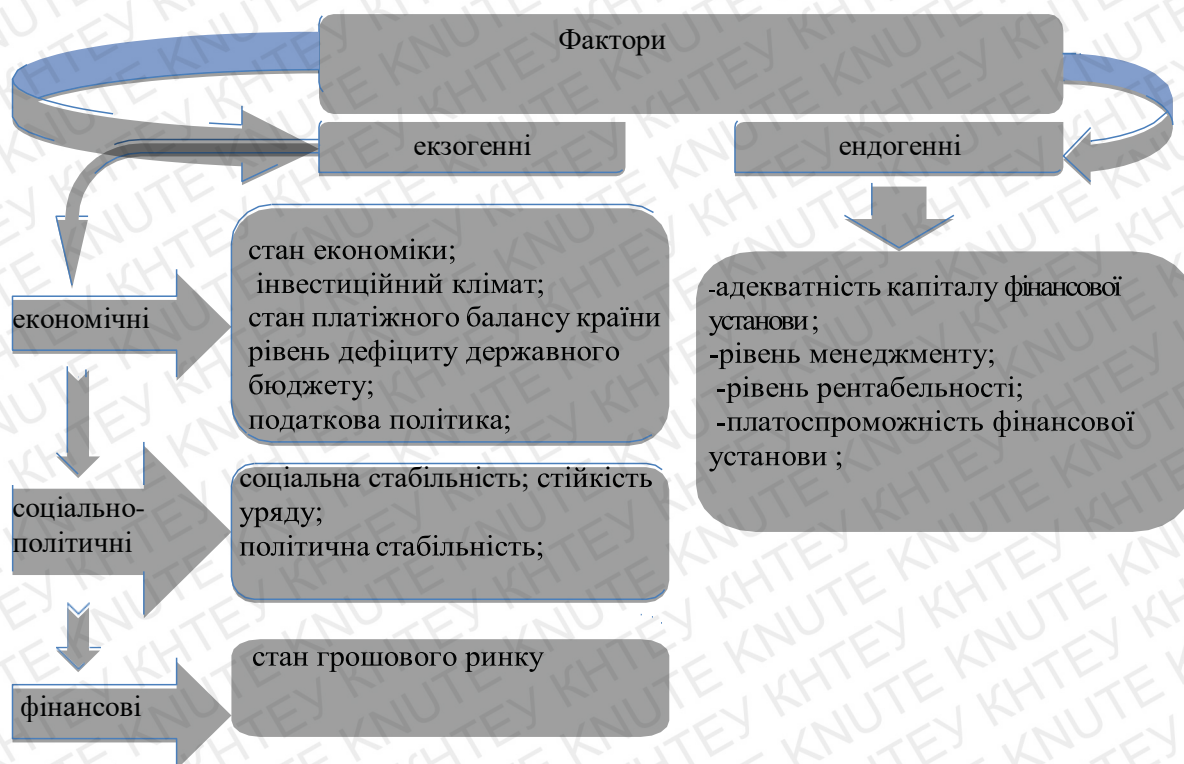 Фактори
екзогенні
ендогенні
економічні
стан економіки;
інвестиційний клімат;
стан платіжного балансу країни
рівень дефіциту державного
бюджету;
податкова політика;
соціально-
політичні
соціальна стабільність; стійкість
уряду;
політична стабільність;
фінансові
стан грошового ринку
-адекватність капіталу фінансової
установи;
-рівень менеджменту;
-рівень рентабельності;
-платоспроможність фінансової
установи ;
KNUTE КНТЕУ